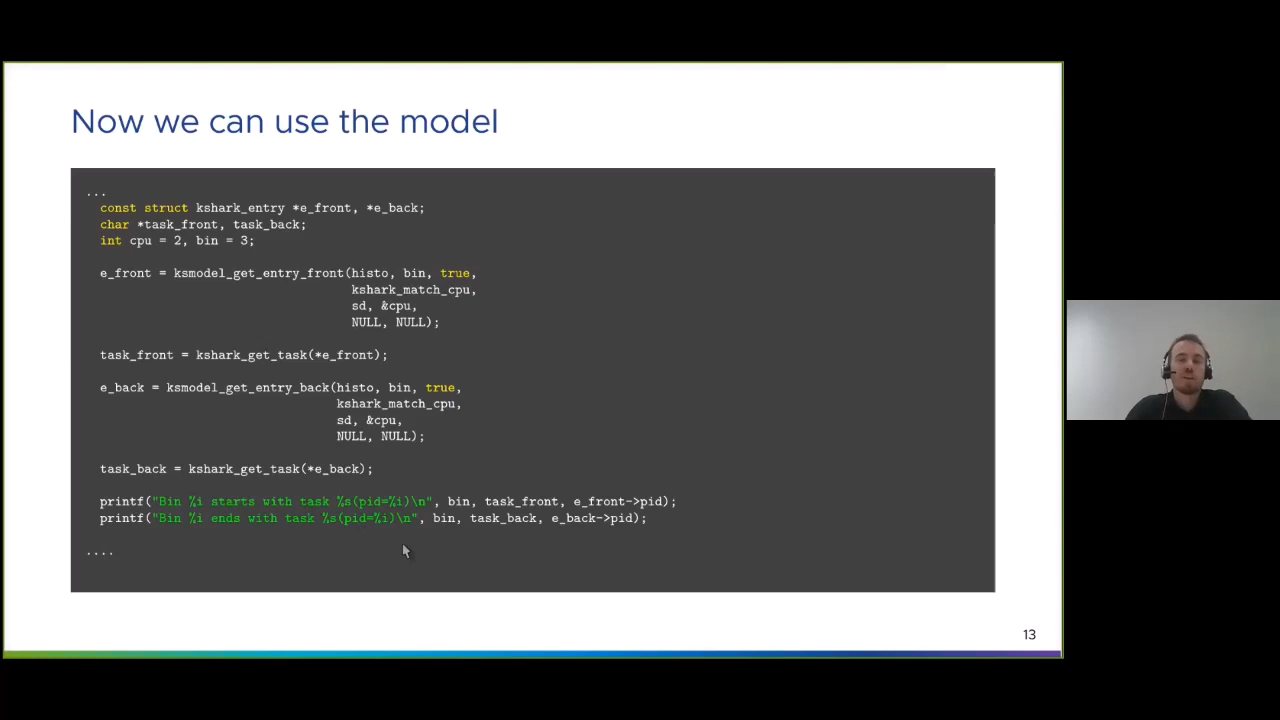 Now we can use the model
...
const struct kshark_entry *e_front, *e_back;
char *task_front, task_back;
int cpu = 2, bin = 3;
e_front = ksmodel_get_entry_front(histo, bin, true,
kshark_match_cpu,
sd, &cpu,
NULL, NULL);
task_front = kshark_get_task(*e_front);
e_back = ksmodel_get_entry_back(histo, bin, true,
kshark_match_cpu,
sd, &cpu,
NULL, NULL);
task_back = kshark_get_task(*e_back);
printf("Bin %i starts with task %s(pid=%i)\n", bin, task_front, e_front->pid);
printf("Bin %i ends with task %s(pid=%i)\n", bin, task_back, e_back->pid);
....
13